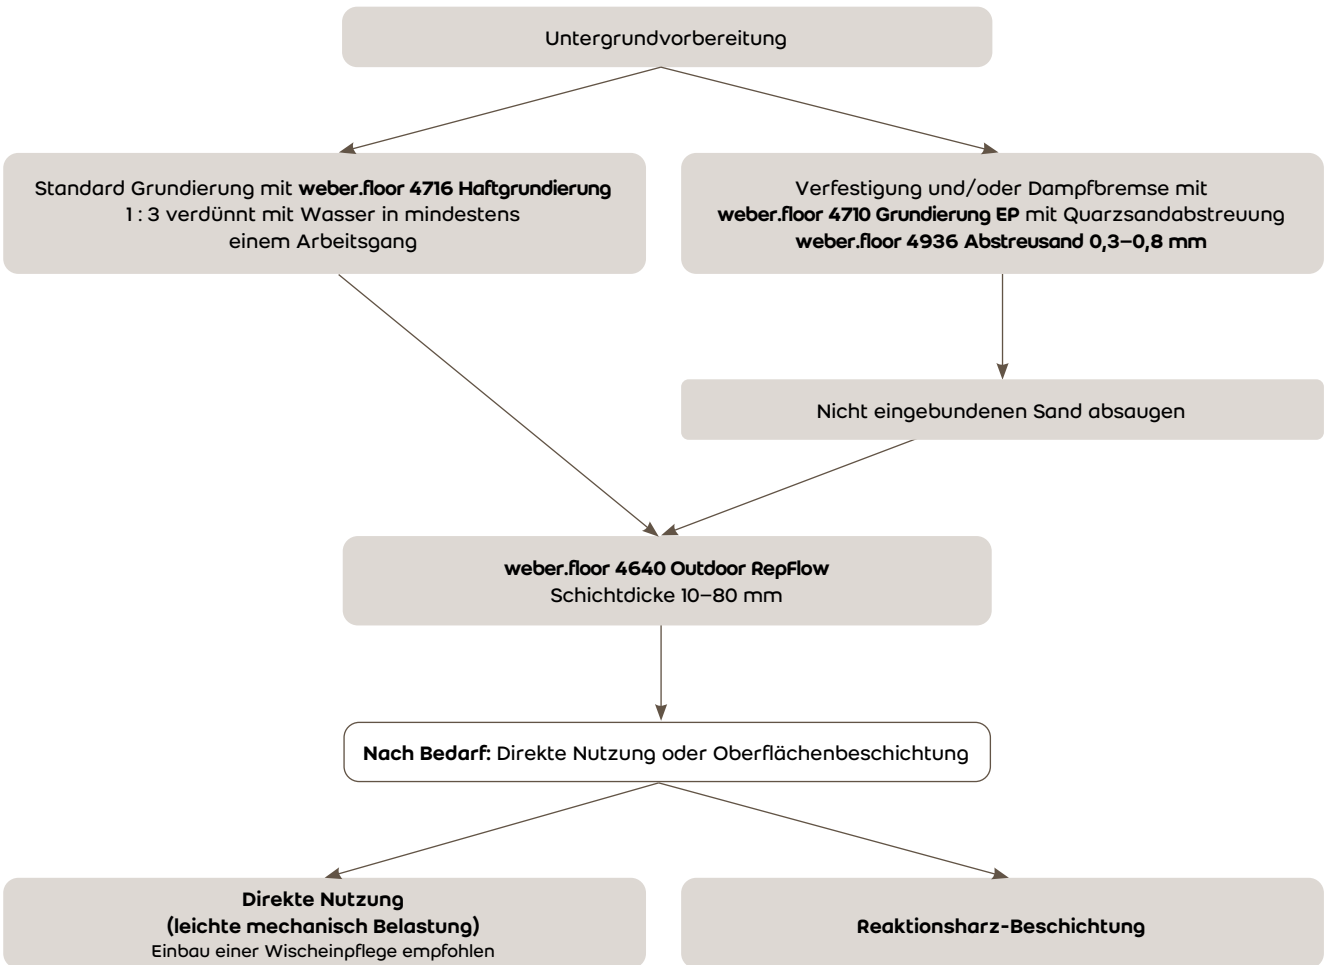 Untergrundvorbereitung
Standard Grundierung mit weber.floor 4716 Haftgrundierung
1 : 3 verdünnt mit Wasser in mindestens
einem Arbeitsgang
Verfestigung und/oder Dampfbremse mit
weber.floor 4710 Grundierung EP mit Quarzsandabstreuung
weber.floor 4936 Abstreusand 0,3–0,8 mm
Nicht eingebundenen Sand absaugen
weber.floor 4640 Outdoor RepFlow
Schichtdicke 10–80 mm
Nach Bedarf: Direkte Nutzung oder Oberflächenbeschichtung
Direkte Nutzung
(leichte mechanisch Belastung)
Einbau einer Wischeinpflege empfohlen
Reaktionsharz-Beschichtung